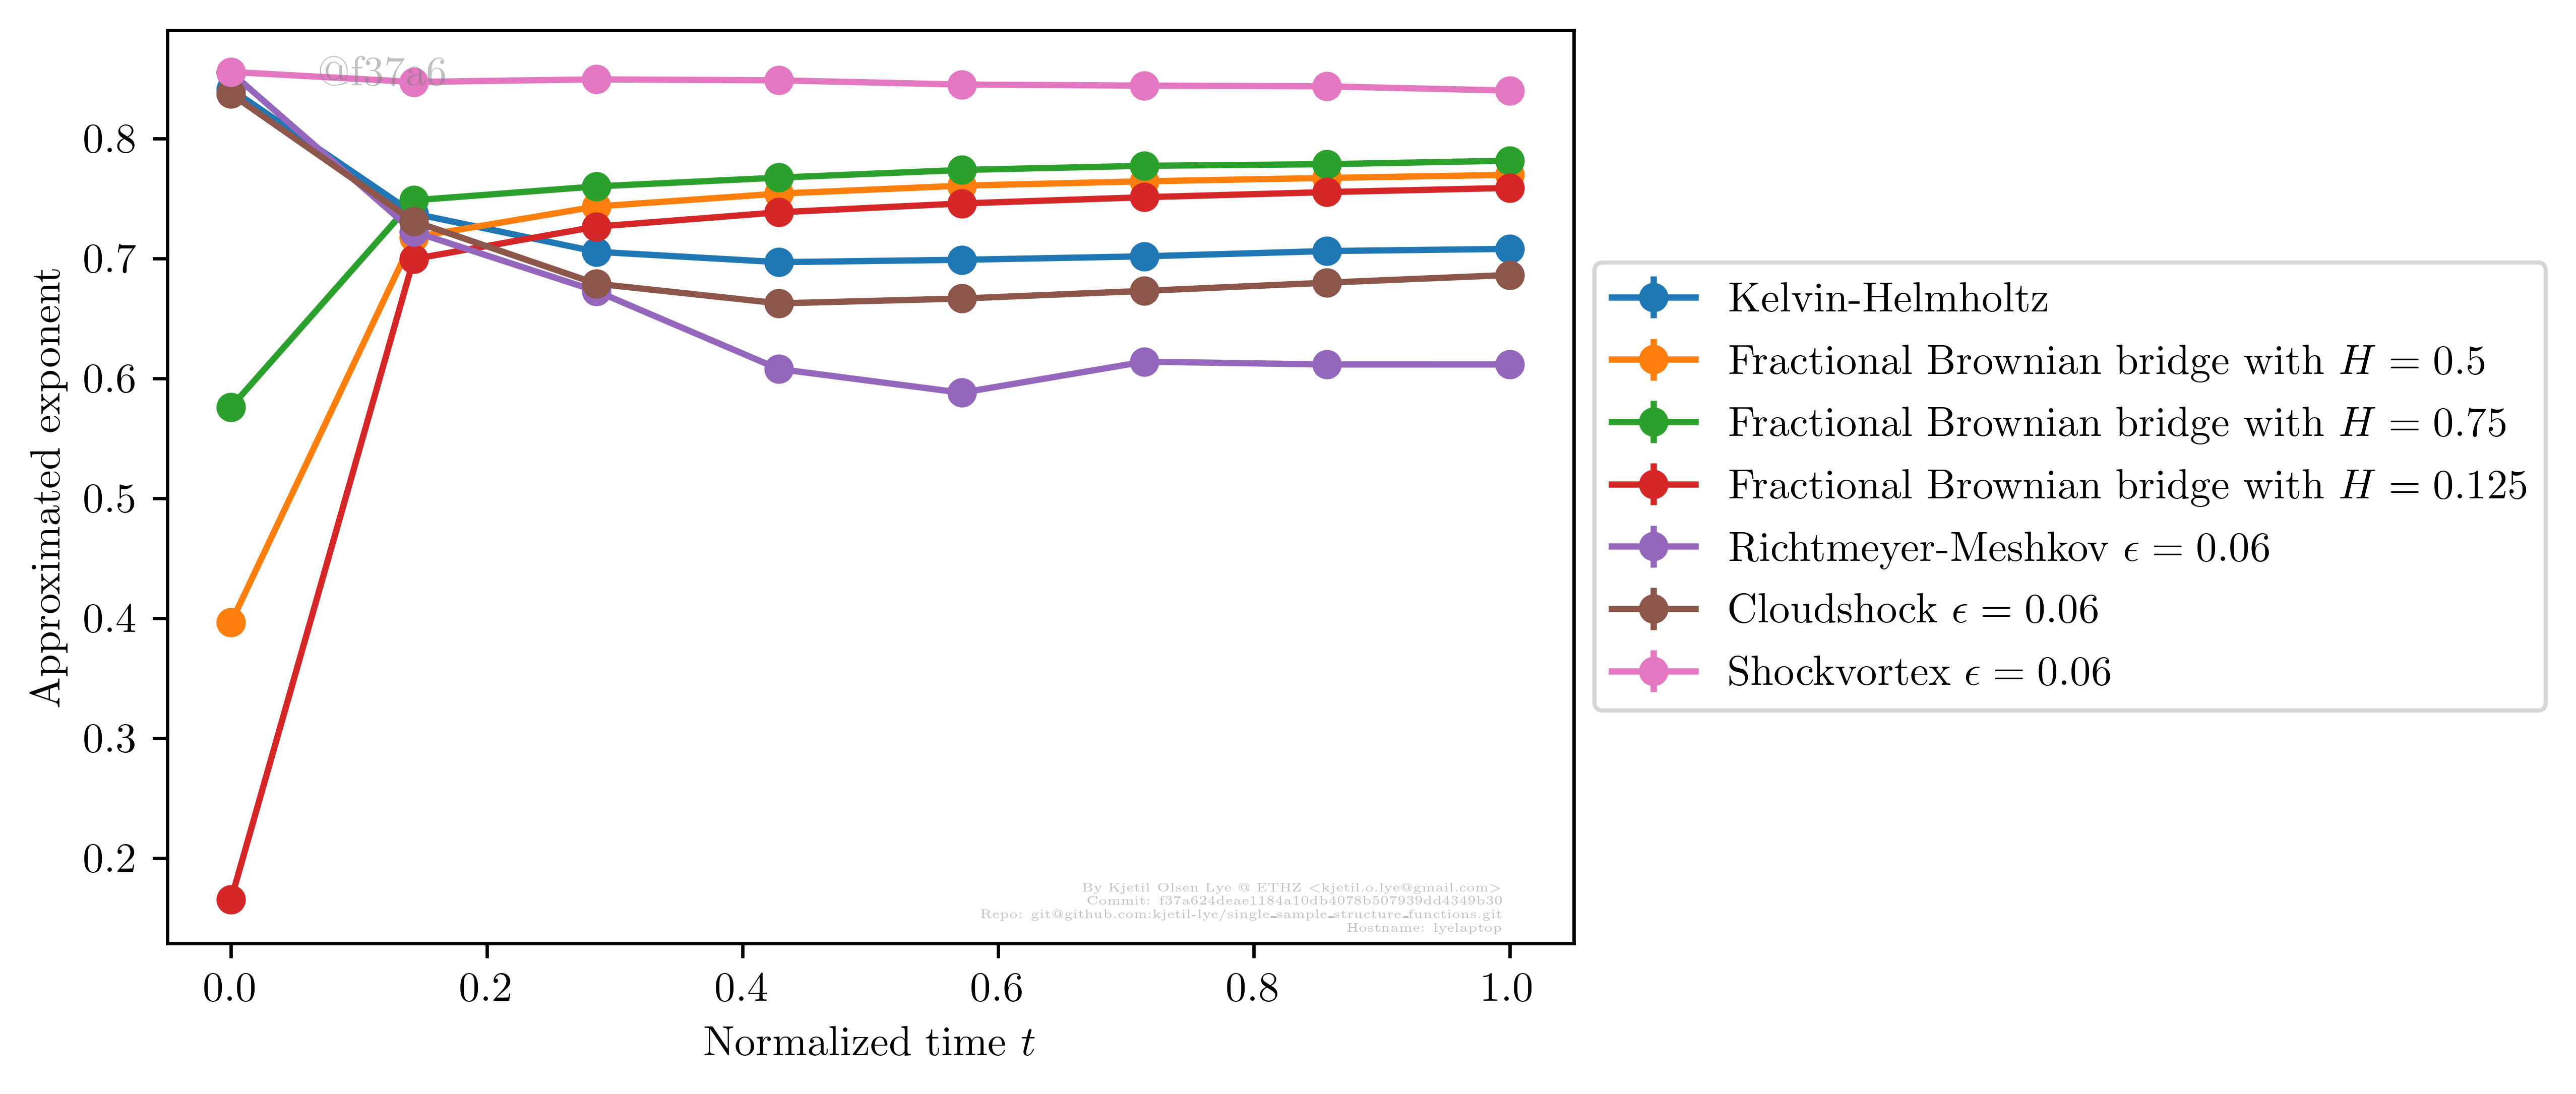 @f37a6
Approximated exponent
0.8
0.7
0.6
0.5
0.4
0.3
0.2
0.0 0.2 0.4 0.6 0.8 1.0
Normalized time t
Kelvin-Helmholtz
Fractional Brownian bridge with H = 0.5
Fractional Brownian bridge with H = 0.75
Fractional Brownian bridge with H = 0.125
Richtmeyer-Meshkov ϵ = 0.06
Cloudshock ϵ = 0.06
Shockvortex ϵ = 0.06
By Kjetil Olsen Lye @ ETHZ <kjetil.o.lye@gmail.com>
Commit: f37a624deae1184a10db4078b507939dd4349b30
Repo: git@github.com:kjetil-lye/single_sample_structure_functions.git
Hostname: lyelaptop